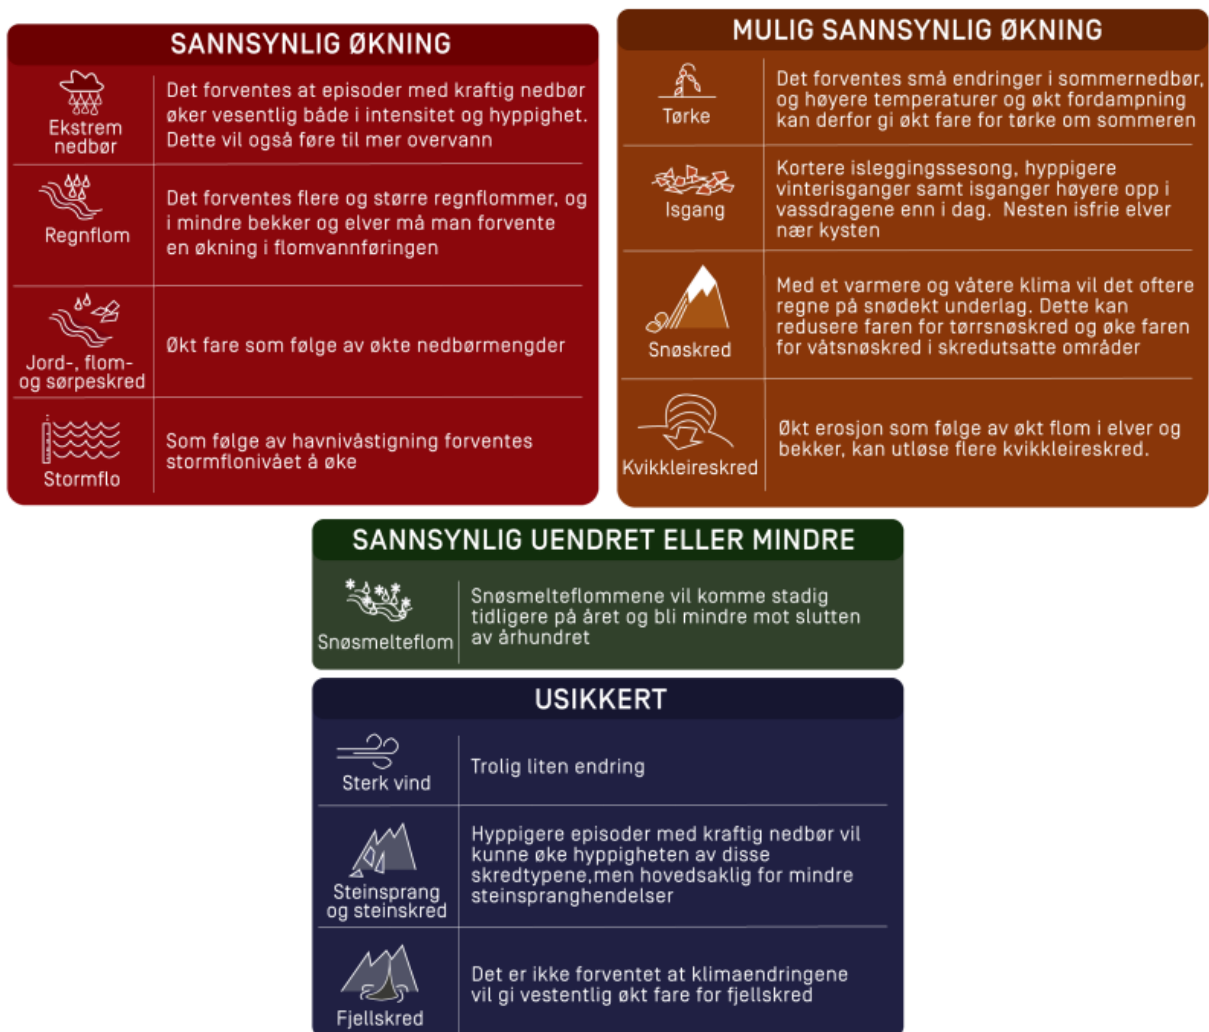 SANNSYNLIG ØKNING
Ekstrem
nedbør
Det forventes at episoder med kraftig nedbør
øker vesentlig både i intensitet og hyppighet.
Dette vil også føre til mer overvann
Regnflom
Det forventes flere og større regnflommer, og
i mindre bekker og elver må man forvente
en økning i flomvannføringen
Jord-, flom-
og sørpeskred
Økt fare som følge av økte nedbørmengder
Stormflo
Som følge av havnivåstigning forventes
stormflonivået å øke
MULIG SANNSYNLIG ØKNING
Tørke
Det forventes små endringer i sommernedbør,
og høyere temperaturer og økt fordampning
kan derfor gi økt fare for tørke om sommeren
Isgang
Kortere isleggingssesong, hyppigere
vinterisganger samt isganger høyere opp i
vassdragene enn i dag. Nesten isfrie elver
nær kysten
Snøskred
Med et varmere og våtere klima vil det oftere
regne på snødekt underlag. Dette kan
redusere faren for tørrsnøskred og øke faren
for våtsnøskred i skredutsatte områder
Kvikkleireskred
Økt erosjon som følge av økt flom i elver og
bekker, kan utløse flere kvikkleireskred.
SANNSYNLIG UENDRET ELLER MINDRE
Snøsmelteflom
Snøsmelteflommene vil komme stadig
tidligere på året og bli mindre mot slutten
av århundret
USIKKERT
Sterk vind
Trolig liten endring
Steinsprang
og steinskred
Hyppigere episoder med kraftig nedbør vil
kunne øke hyppigheten av disse
skredtypene,men hovedsaklig for mindre
steinspranghendelser
Fjellskred
Det er ikke forventet at klimaendringene
vil gi vestentlig økt fare for fjellskred